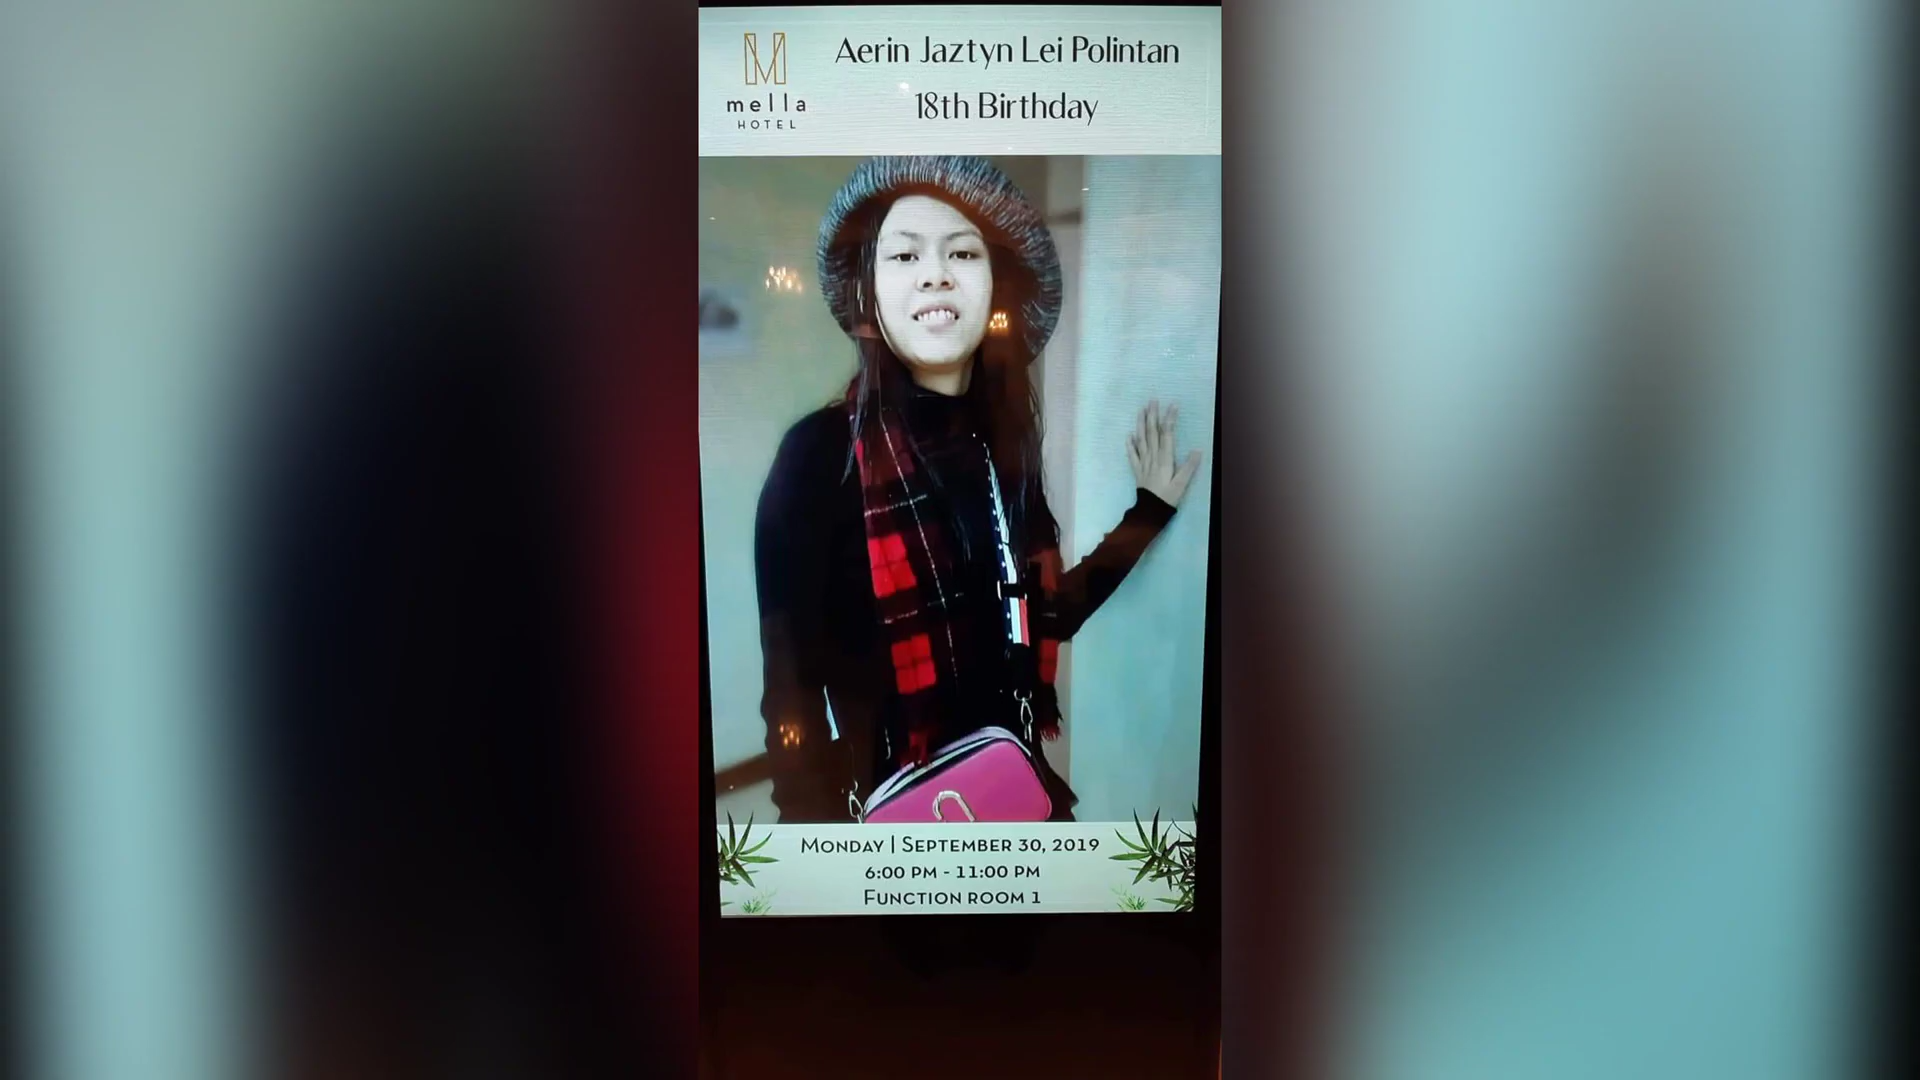 mella
HOTEL
Aerin Jaztyn Lei Polintan
18th Birthday
MONDAY | SEPTEMBER 30, 2019
6:00 PM - 11:00 PM
FUNCTION ROOM 1